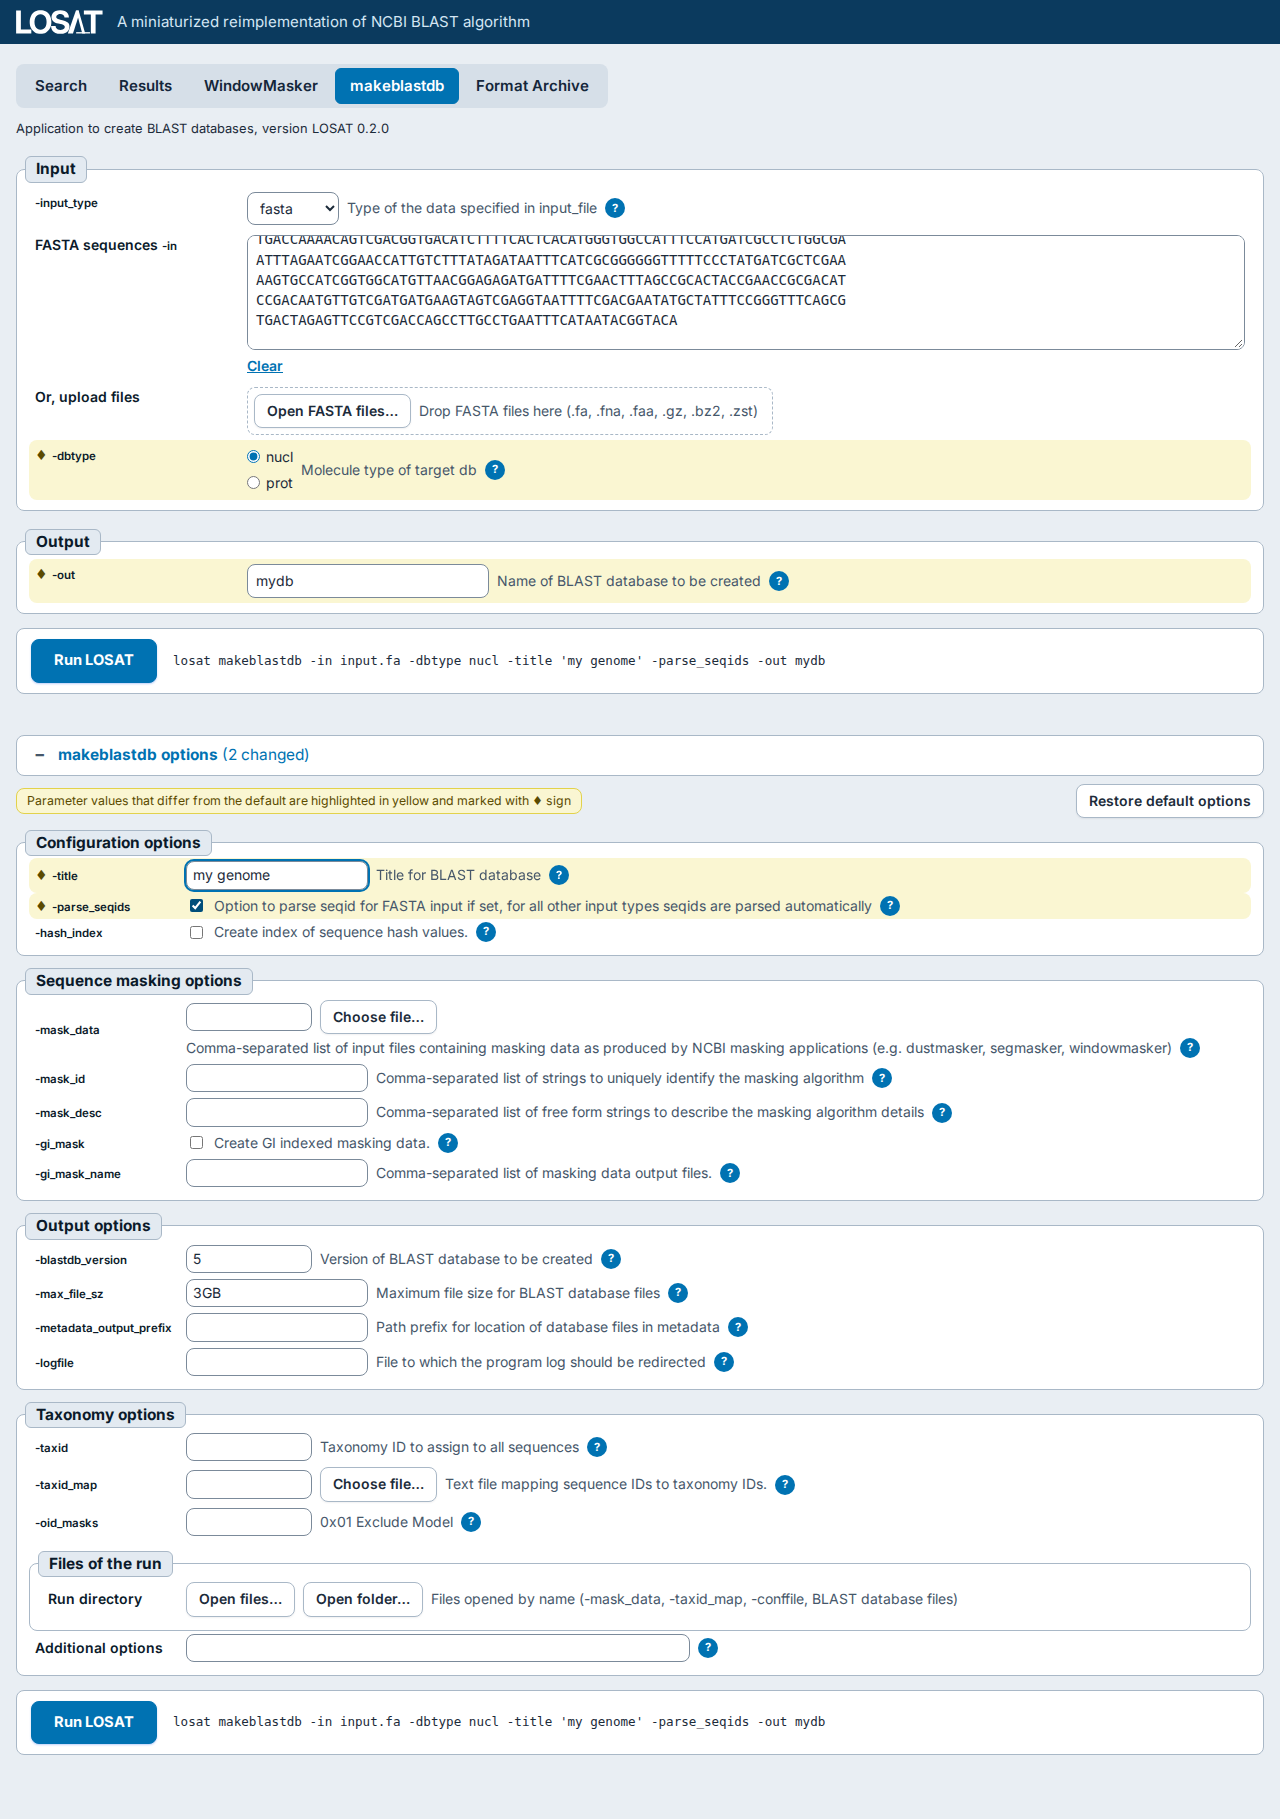 LOSAT A miniaturized reimplementation of NCBI BLAST algorithm
Search Results WindowMasker makeblastdb Format Archive
Application to create BLAST databases, version LOSAT 0.2.0
Input
-input_type fasta Type of the data specified in input_file ?
FASTA sequences -in
TGACCAAAACAGTCGACGGTGACATCTTTTCACTCACATGGGTGGCCATTTCCATGATCGCCTCTGGCGA
ATTTAGAATCGGAACCATTGTCTTTATAGATAATTTCATCGCGGGGGGTTTTTCCCTATGATCGCTCGAA
AAGTGCCATCGGTGGCATGTTAACGGAGAGATGATTTTCGAACTTTAGCCGCACTACCGAACCGCGACAT
CCGACAATGTTGTCGATGATGAAGTAGTCGAGGTAATTTTCGACGAATATGCTATTTCCGGGTTTCAGCG
TGACTAGAGTTCCGTCGACCAGCCTTGCCTGAATTTCATAATACGGTACA
Clear
Or, upload files
Open FASTA files... Drop FASTA files here (.fa, .fna, .faa, .gz, .bz2, .zst)
♦ -dbtype nucl
prot
Molecule type of target db ?
Output
♦ -out mydb Name of BLAST database to be created ?
Run LOSAT losat makeblastdb -in input.fa -dbtype nucl -title 'my genome' -parse_seqids -out mydb
− makeblastdb options (2 changed)
Parameter values that differ from the default are highlighted in yellow and marked with ♦ sign
Restore default options
Configuration options
♦ -title my genome Title for BLAST database ?
♦ -parse_seqids Option to parse seqid for FASTA input if set, for all other input types seqids are parsed automatically ?
-hash_index Create index of sequence hash values. ?
Sequence masking options
-mask_data Choose file...
Comma-separated list of input files containing masking data as produced by NCBI masking applications (e.g. dustmasker, segmasker, windowmasker) ?
-mask_id Comma-separated list of strings to uniquely identify the masking algorithm ?
-mask_desc Comma-separated list of free form strings to describe the masking algorithm details ?
-gi_mask Create GI indexed masking data. ?
-gi_mask_name Comma-separated list of masking data output files. ?
Output options
-blastdb_version 5 Version of BLAST database to be created ?
-max_file_sz 3GB Maximum file size for BLAST database files ?
-metadata_output_prefix Path prefix for location of database files in metadata ?
-logfile File to which the program log should be redirected ?
Taxonomy options
-taxid Taxonomy ID to assign to all sequences ?
-taxid_map Choose file... Text file mapping sequence IDs to taxonomy IDs. ?
-oid_masks 0x01 Exclude Model ?
Files of the run
Run directory Open files... Open folder... Files opened by name (-mask_data, -taxid_map, -conffile, BLAST database files)
Additional options ?
Run LOSAT losat makeblastdb -in input.fa -dbtype nucl -title 'my genome' -parse_seqids -out mydb